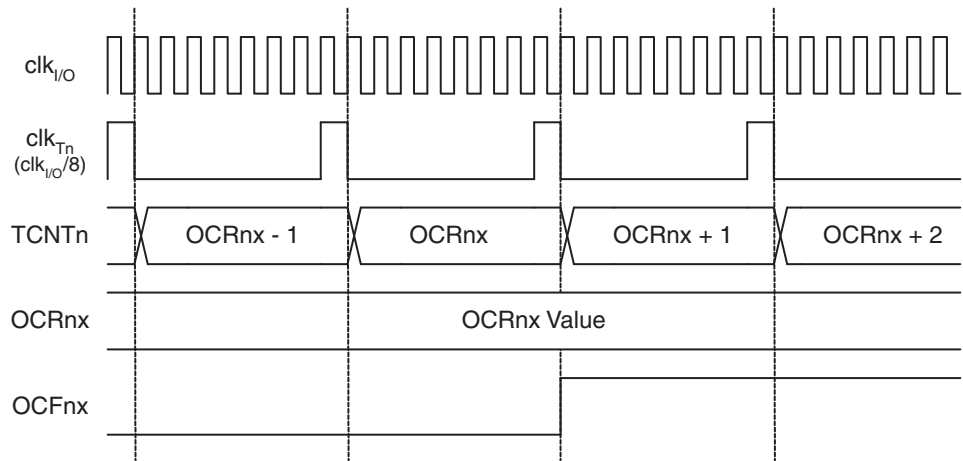 clkI/O
clkTn
(clkI/O/8)
TCNTn
OCRnx - 1
OCRnx
OCRnx + 1
OCRnx + 2
OCRnx
OCRnx Value
OCFnx